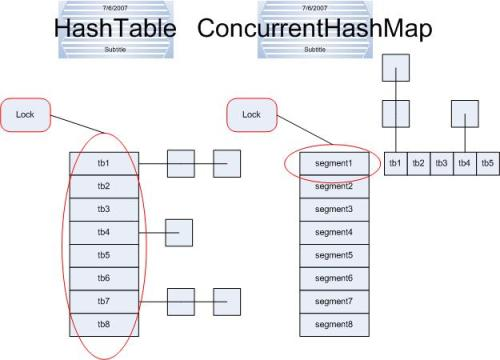 7/6/2007
HashTable
Subtitle
7/6/2007
ConcurrentHashMap
Subtitle
Lock
tb1
tb2
tb3
tb4
tb5
tb6
tb7
tb8
Lock
segment1
segment2
segment3
segment4
segment5
segment6
segment7
segment8
tb1 tb2 tb3 tb4 tb5